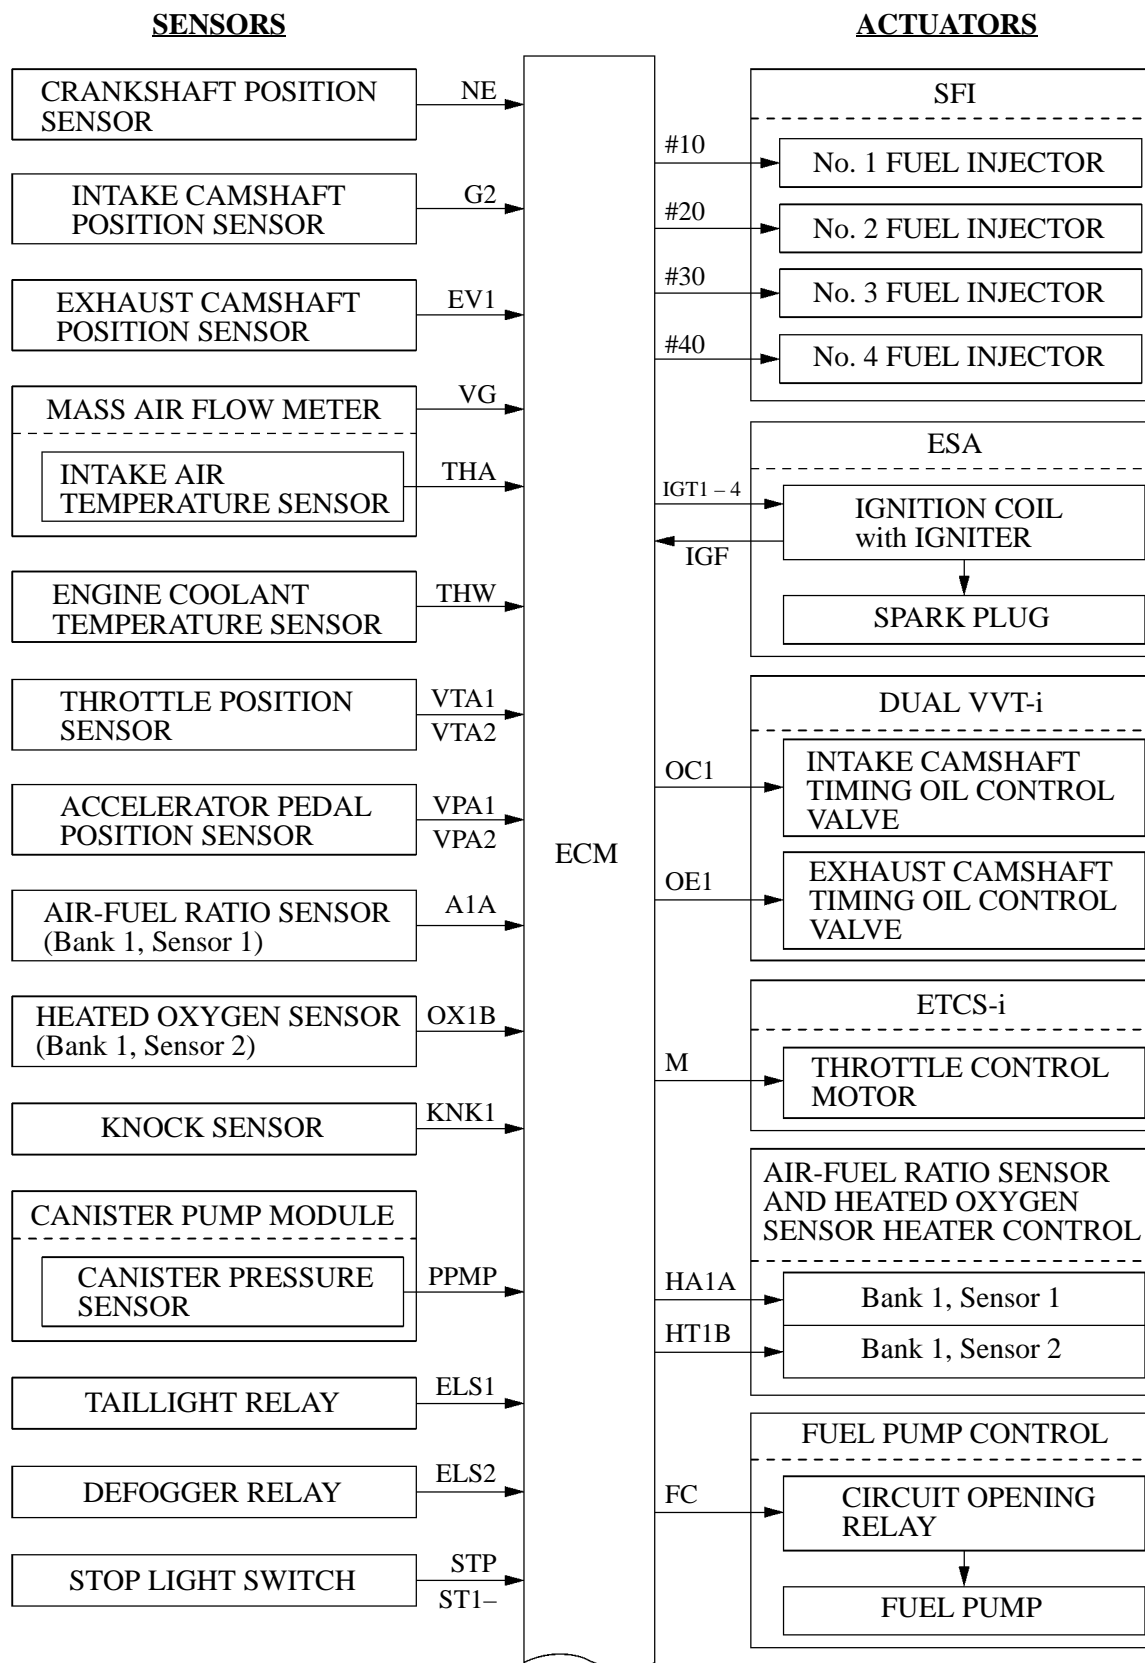 SENSORS
CRANKSHAFT POSITION
SENSOR
NE
INTAKE CAMSHAFT
POSITION SENSOR
G2
EXHAUST CAMSHAFT
POSITION SENSOR
EV1
MASS AIR FLOW METER
VG
INTAKE AIR
TEMPERATURE SENSOR
THA
ENGINE COOLANT
TEMPERATURE SENSOR
THW
THROTTLE POSITION
SENSOR
VTA1
VTA2
ACCELERATOR PEDAL
POSITION SENSOR
VPA1
VPA2
AIR-FUEL RATIO SENSOR
(Bank 1, Sensor 1)
A1A
HEATED OXYGEN SENSOR
(Bank 1, Sensor 2)
OX1B
KNOCK SENSOR
KNK1
CANISTER PUMP MODULE
CANISTER PRESSURE
SENSOR
PPMP
TAILLIGHT RELAY
ELS1
DEFOGGER RELAY
ELS2
STOP LIGHT SWITCH
STP
ST1–
ECM
ACTUATORS
SFI
#10
No. 1 FUEL INJECTOR
#20
No. 2 FUEL INJECTOR
#30
No. 3 FUEL INJECTOR
#40
No. 4 FUEL INJECTOR
ESA
IGT1 – 4
IGNITION COIL
with IGNITER
IGF
SPARK PLUG
DUAL VVT-i
OC1
INTAKE CAMSHAFT
TIMING OIL CONTROL
VALVE
OE1
EXHAUST CAMSHAFT
TIMING OIL CONTROL
VALVE
ETCS-i
M
THROTTLE CONTROL
MOTOR
AIR-FUEL RATIO SENSOR
AND HEATED OXYGEN
SENSOR HEATER CONTROL
HA1A
Bank 1, Sensor 1
HT1B
Bank 1, Sensor 2
FUEL PUMP CONTROL
FC
CIRCUIT OPENING
RELAY
FUEL PUMP